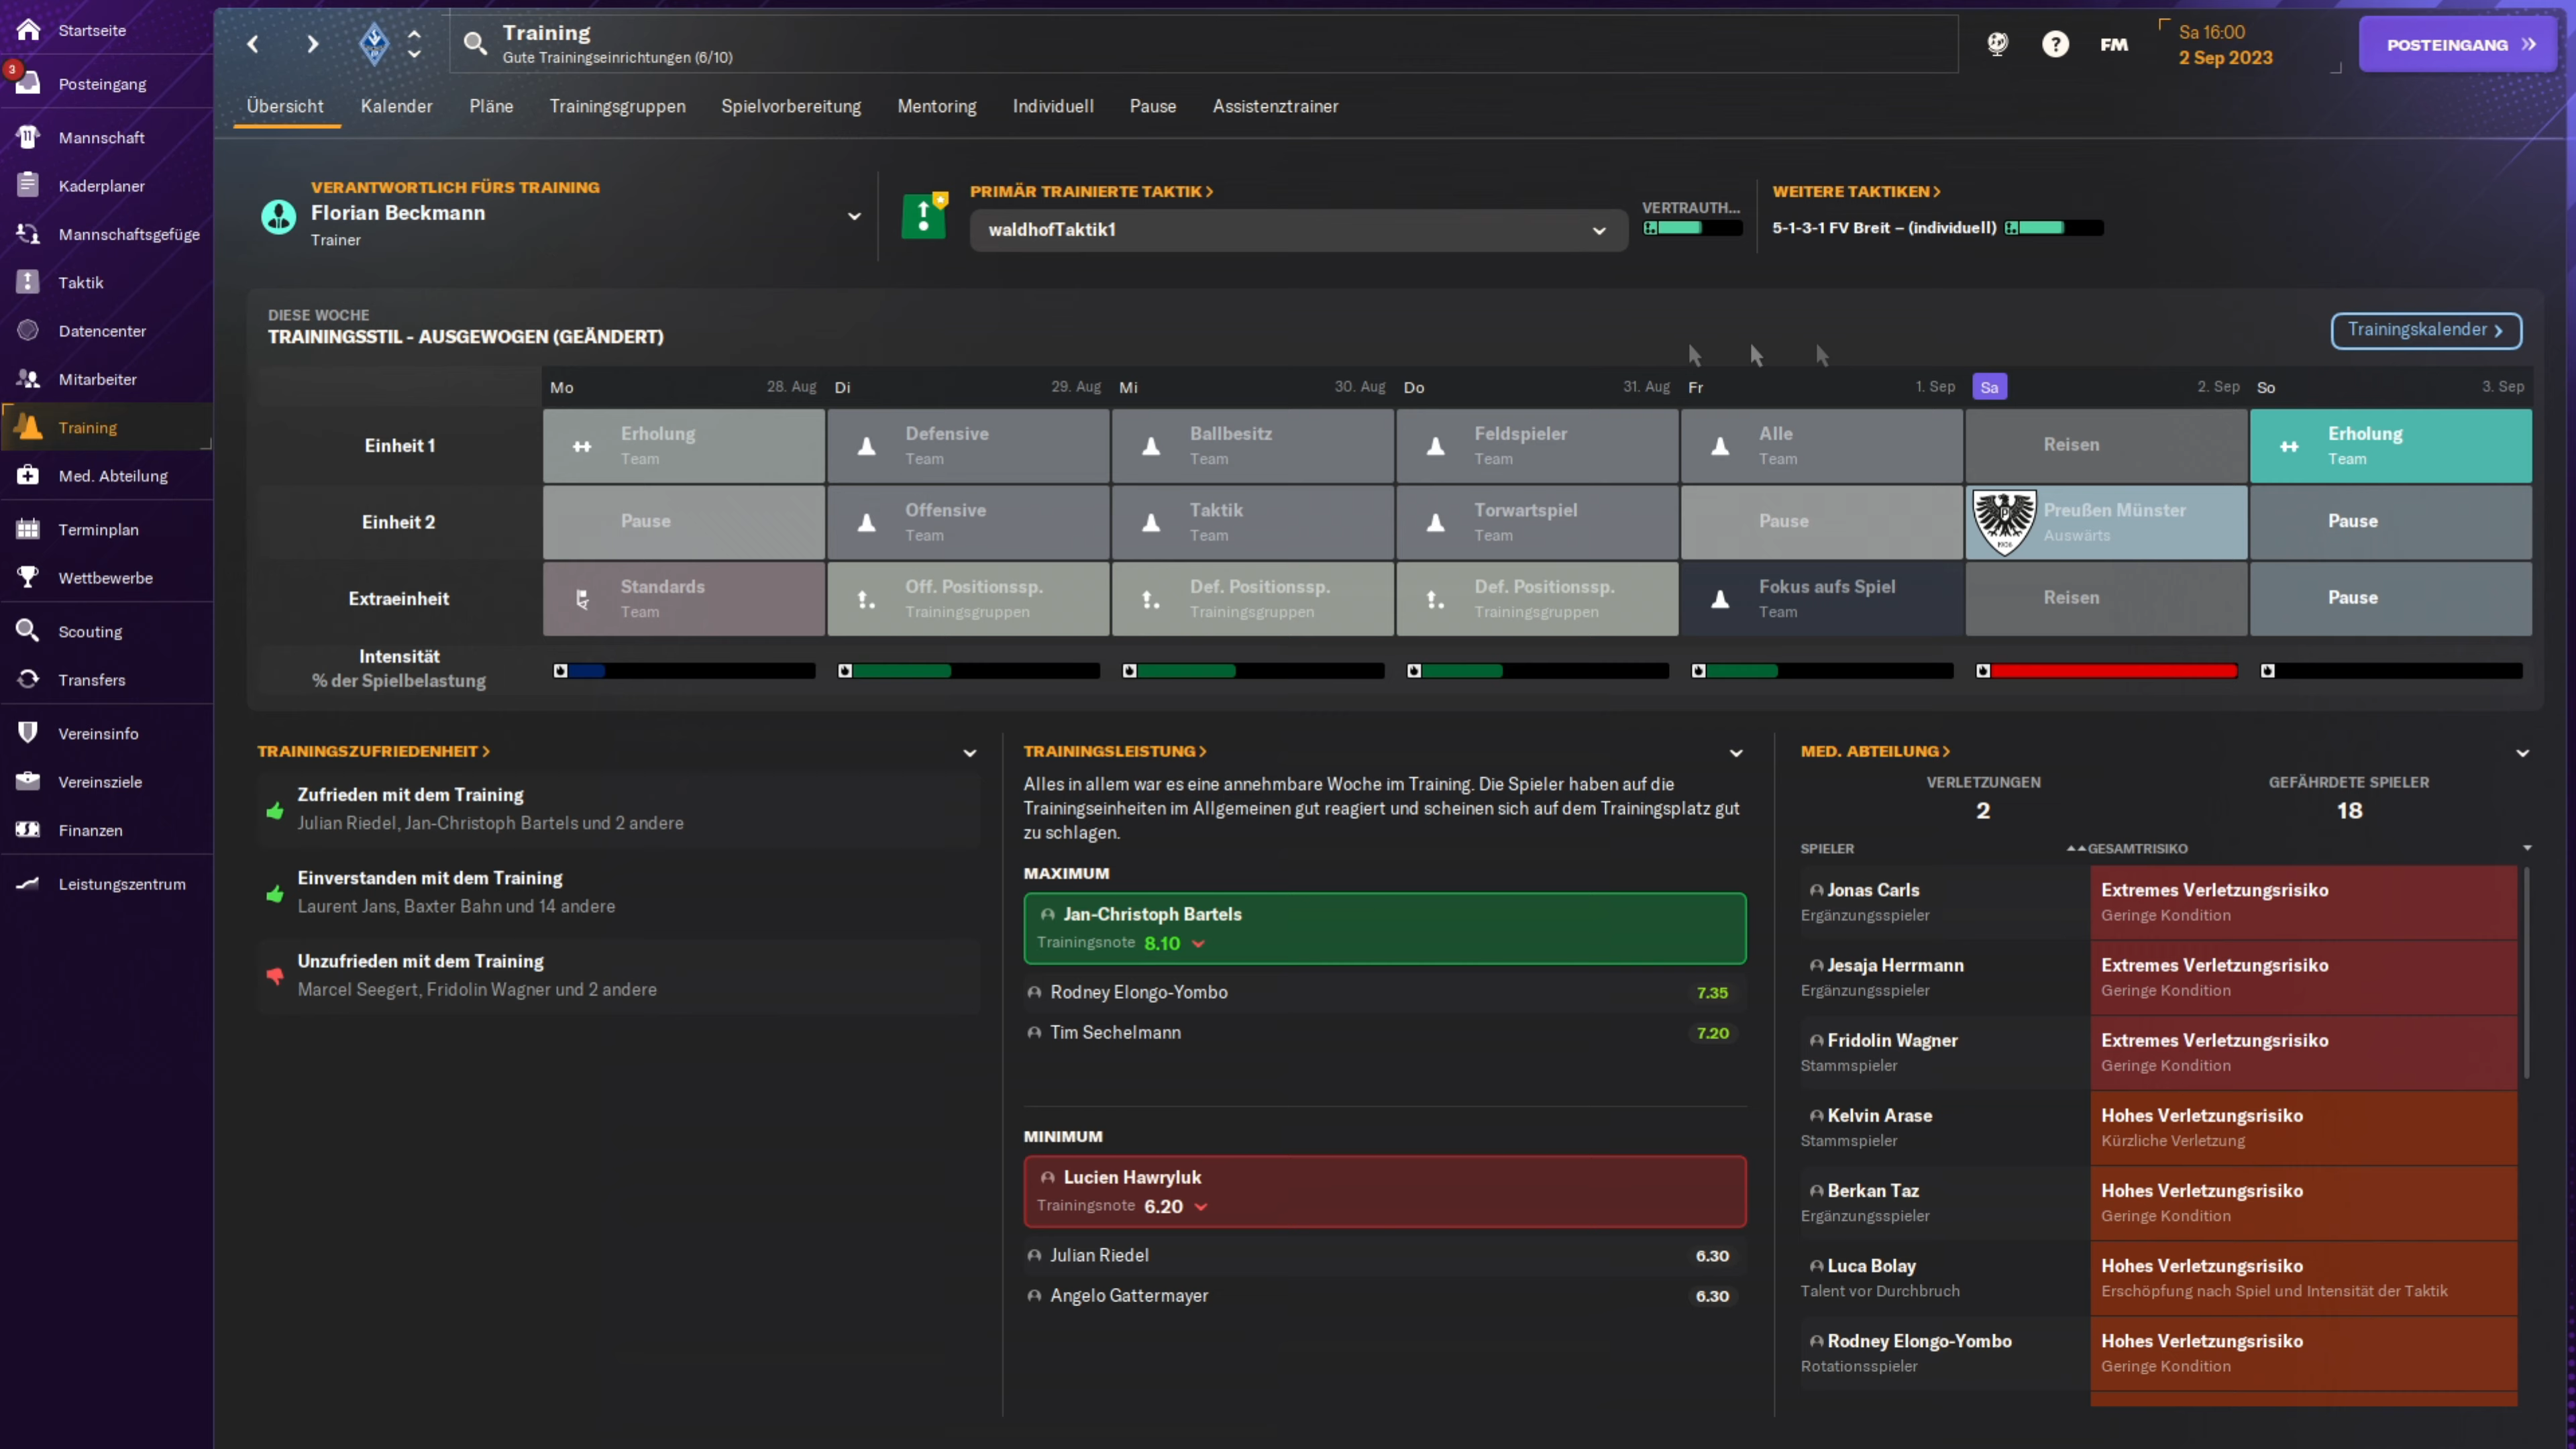 Startseite
3
Posteingang
Mannschaft
Kaderplaner
Mannschaftsgefüge
Taktik
Datencenter
Mitarbeiter
Training
Med. Abteilung
Terminplan
Wettbewerbe
Scouting
Transfers
Vereinsinfo
Vereinsziele
Finanzen
Leistungszentrum
Training
Gute Trainingseinrichtungen (6/10)
?
FM
Sa 16:00
2 Sep 2023
POSTEINGANG
Übersicht Kalender Pläne Trainingsgruppen Spielvorbereitung Mentoring Individuell Pause Assistenztrainer
VERANTWORTLICH FÜRS TRAINING
Florian Beckmann
Trainer
PRIMÄR TRAINIERTE TAKTIK
waldhofTaktik1
VERTRAUTH...
WEITERE TAKTIKEN
5-1-3-1 FV Breit – (individuell)
DIESE WOCHE
TRAININGSSTIL - AUSGEWOGEN (GEÄNDERT)
Trainingskalender
Mo 28. Aug Di 29. Aug Mi 30. Aug Do 31. Aug Fr 1. Sep Sa 2. Sep So 3. Sep
Einheit 1
Erholung Defensive Ballbesitz Feldspieler Alle Reisen Erholung
Team Team Team Team Team Team
Einheit 2
Pause Offensive Taktik Torwartspiel Pause Preußen Münster Pause
Team Team Team Auswärts
Extraeinheit
Standards Off. Positionssp. Def. Positionssp. Def. Positionssp. Fokus aufs Spiel Reisen Pause
Team Trainingsgruppen Trainingsgruppen Trainingsgruppen Team
Intensität
% der Spielbelastung
TRAININGSZUFRIEDENHEIT
Zufrieden mit dem Training
Julian Riedel, Jan-Christoph Bartels und 2 andere
Einverstanden mit dem Training
Laurent Jans, Baxter Bahn und 14 andere
Unzufrieden mit dem Training
Marcel Seegert, Fridolin Wagner und 2 andere
TRAININGSLEISTUNG
Alles in allem war es eine annehmbare Woche im Training. Die Spieler haben auf die
Trainingseinheiten im Allgemeinen gut reagiert und scheinen sich auf dem Trainingsplatz gut
zu schlagen.
MAXIMUM
Jan-Christoph Bartels
Trainingsnote 8.10
Rodney Elongo-Yombo 7.35
Tim Sechelmann 7.20
MINIMUM
Lucien Hawryluk
Trainingsnote 6.20
Julian Riedel 6.30
Angelo Gattermayer 6.30
MED. ABTEILUNG
VERLETZUNGEN GEFÄHRDETE SPIELER
2 18
SPIELER GESAMTRISIKO
Jonas Carls Extremes Verletzungsrisiko
Ergänzungsspieler Geringe Kondition
Jesaja Herrmann Extremes Verletzungsrisiko
Ergänzungsspieler Geringe Kondition
Fridolin Wagner Extremes Verletzungsrisiko
Stammspieler Geringe Kondition
Kelvin Arase Hohes Verletzungsrisiko
Stammspieler Kürzliche Verletzung
Berkan Taz Hohes Verletzungsrisiko
Ergänzungsspieler Geringe Kondition
Luca Bolay Hohes Verletzungsrisiko
Talent vor Durchbruch Erschöpfung nach Spiel und Intensität der Taktik
Rodney Elongo-Yombo Hohes Verletzungsrisiko
Rotationsspieler Geringe Kondition